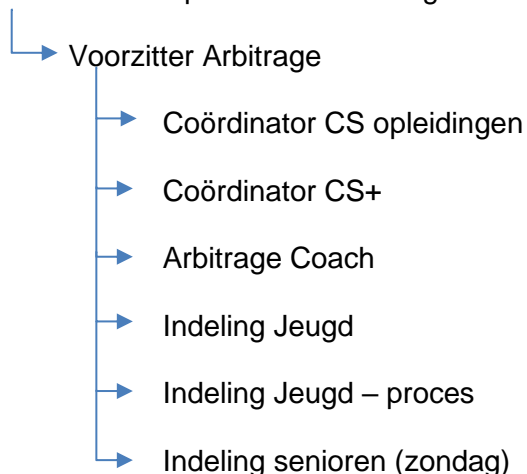 Voorzitter Arbitrage
Coördinator CS opleidingen
Coördinator CS+
Arbitrage Coach
Indeling Jeugd
Indeling Jeugd – proces
Indeling senioren (zondag)